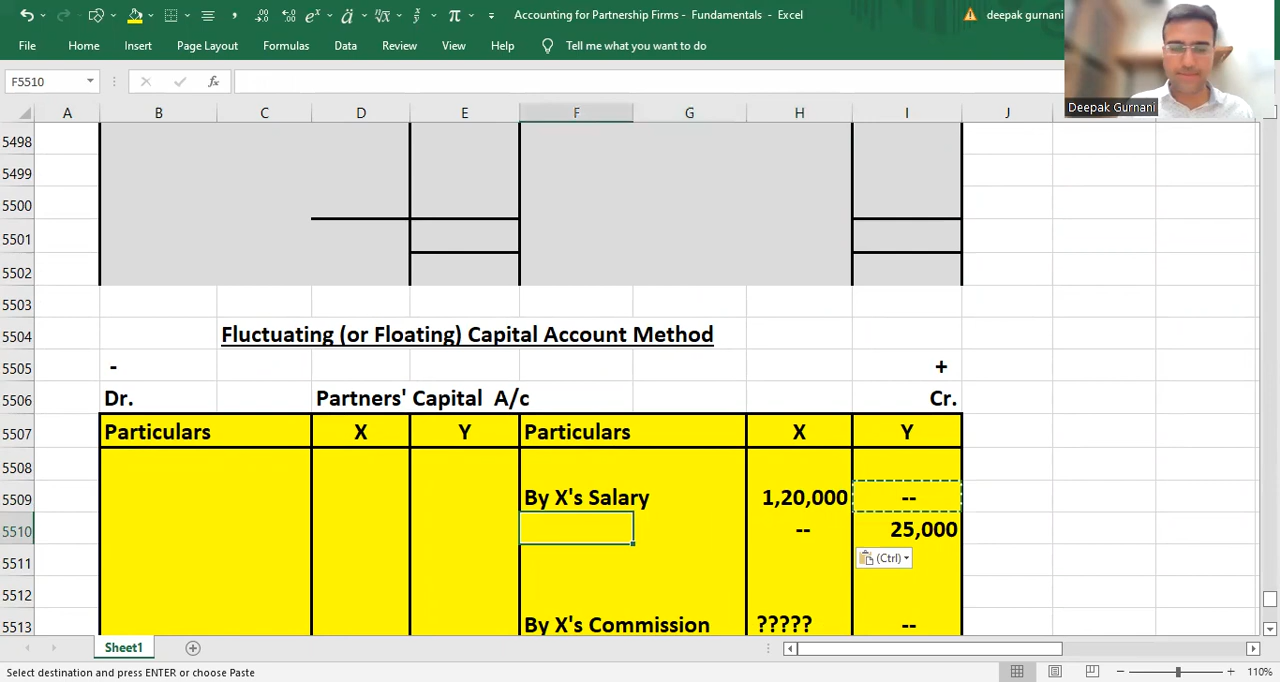 Accounting for Partnership Firms - Fundamentals - Excel
deepak gurnani
File Home Insert Page Layout Formulas Data Review View Help Tell me what you want to do
F5510 fx
Deepak Gurnani
A B C D E F G H I J
5498
5499
5500
5501
5502
5503
5504 Fluctuating (or Floating) Capital Account Method
5505 - +
5506 Dr. Partners' Capital A/c Cr.
5507 Particulars X Y Particulars X Y
5508
5509 By X's Salary 1,20,000 --
5510 -- 25,000
5511 (Ctrl)
5512
5513 By X's Commission ????? --
Sheet1
Select destination and press ENTER or choose Paste
110%